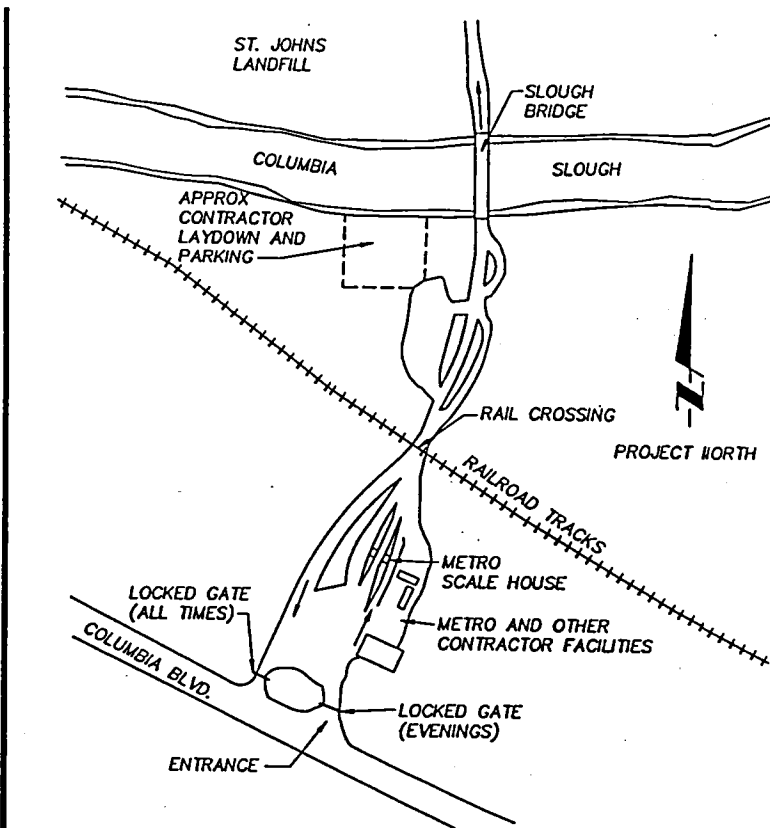 ST. JOHNS
LANDFILL
SLOUGH
BRIDGE
COLUMBIA
SLOUGH
APPROX
CONTRACTOR
LAYDOWN AND
PARKING
RAIL CROSSING
PROJECT NORTH
RAILROAD TRACKS
METRO
SCALE HOUSE
LOCKED GATE
(ALL TIMES)
METRO AND OTHER
CONTRACTOR FACILITIES
COLUMBIA BLVD.
LOCKED GATE
(EVENINGS)
ENTRANCE